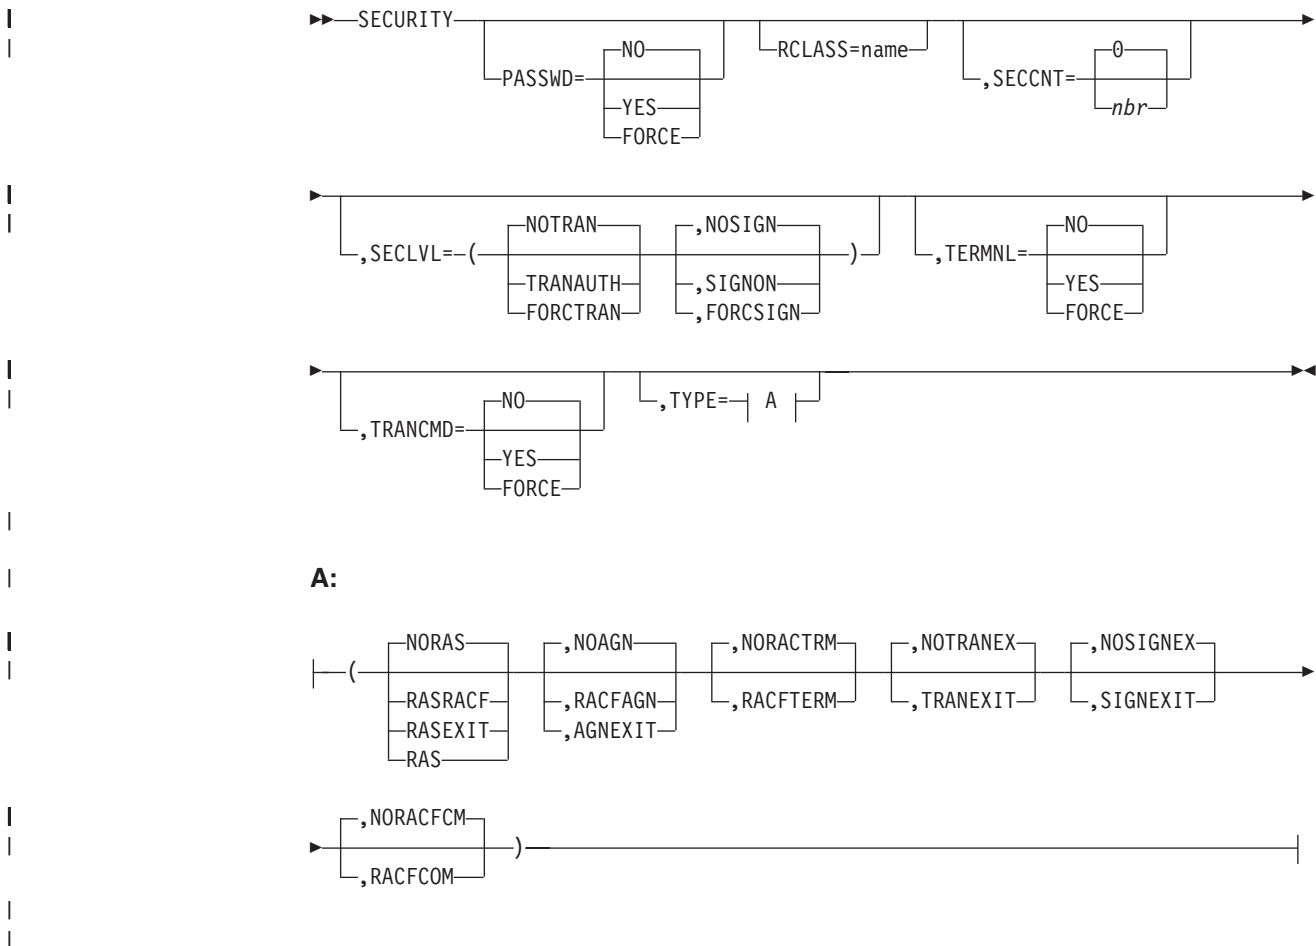 SECURITY
NO
PASSWD=
YES
FORCE
RCLASS=name
0
,SECCNT=
nbr
NOTRAN
,NOSIGN
,SECLVL=(
)
TRANAUTH
,SIGNON
FORCTRAN
,FORCSIGN
NO
,TERMNL=
YES
FORCE
NO
,TRANCMD=
YES
FORCE
,TYPE= A
A:
(
NORAS
RASRACF
RASEXIT
RAS
,NOAGN
,RACFAGN
,AGNEXIT
,NORACTRM
,RACFTERM
,NOTRANEX
,TRANEXIT
,NOSIGNEX
,SIGNEXIT
,NORACFCM
)
,RACFCOM